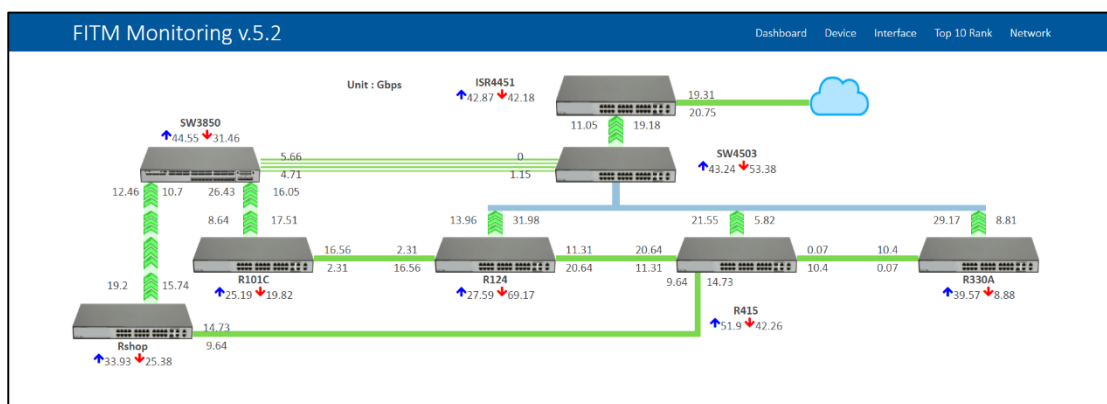 FITM Monitoring v.5.2
Dashboard Device Interface Top 10 Rank Network
Unit : Gbps
ISR4451
42.87 42.18
19.31
20.75
11.05 19.18
SW3850
44.55 31.46
SW4503
43.24 53.38
5.66 0
4.71 1.15
12.46 10.7 26.43 16.05
8.64 17.51
13.96 31.98
21.55 5.82
29.17 8.81
16.56 2.31
2.31 16.56
11.31 20.64
20.64 11.31
0.07 10.4
10.4 0.07
R101C
25.19 19.82
R124
27.59 69.17
9.64 14.73
R330A
39.57 8.88
19.2 15.74
R415
51.9 42.26
14.73
9.64
Rshop
33.93 25.38